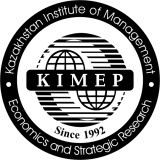 Kazakhstan Institute of Management
KIMEP
Since 1992
Economics and Strategic Research